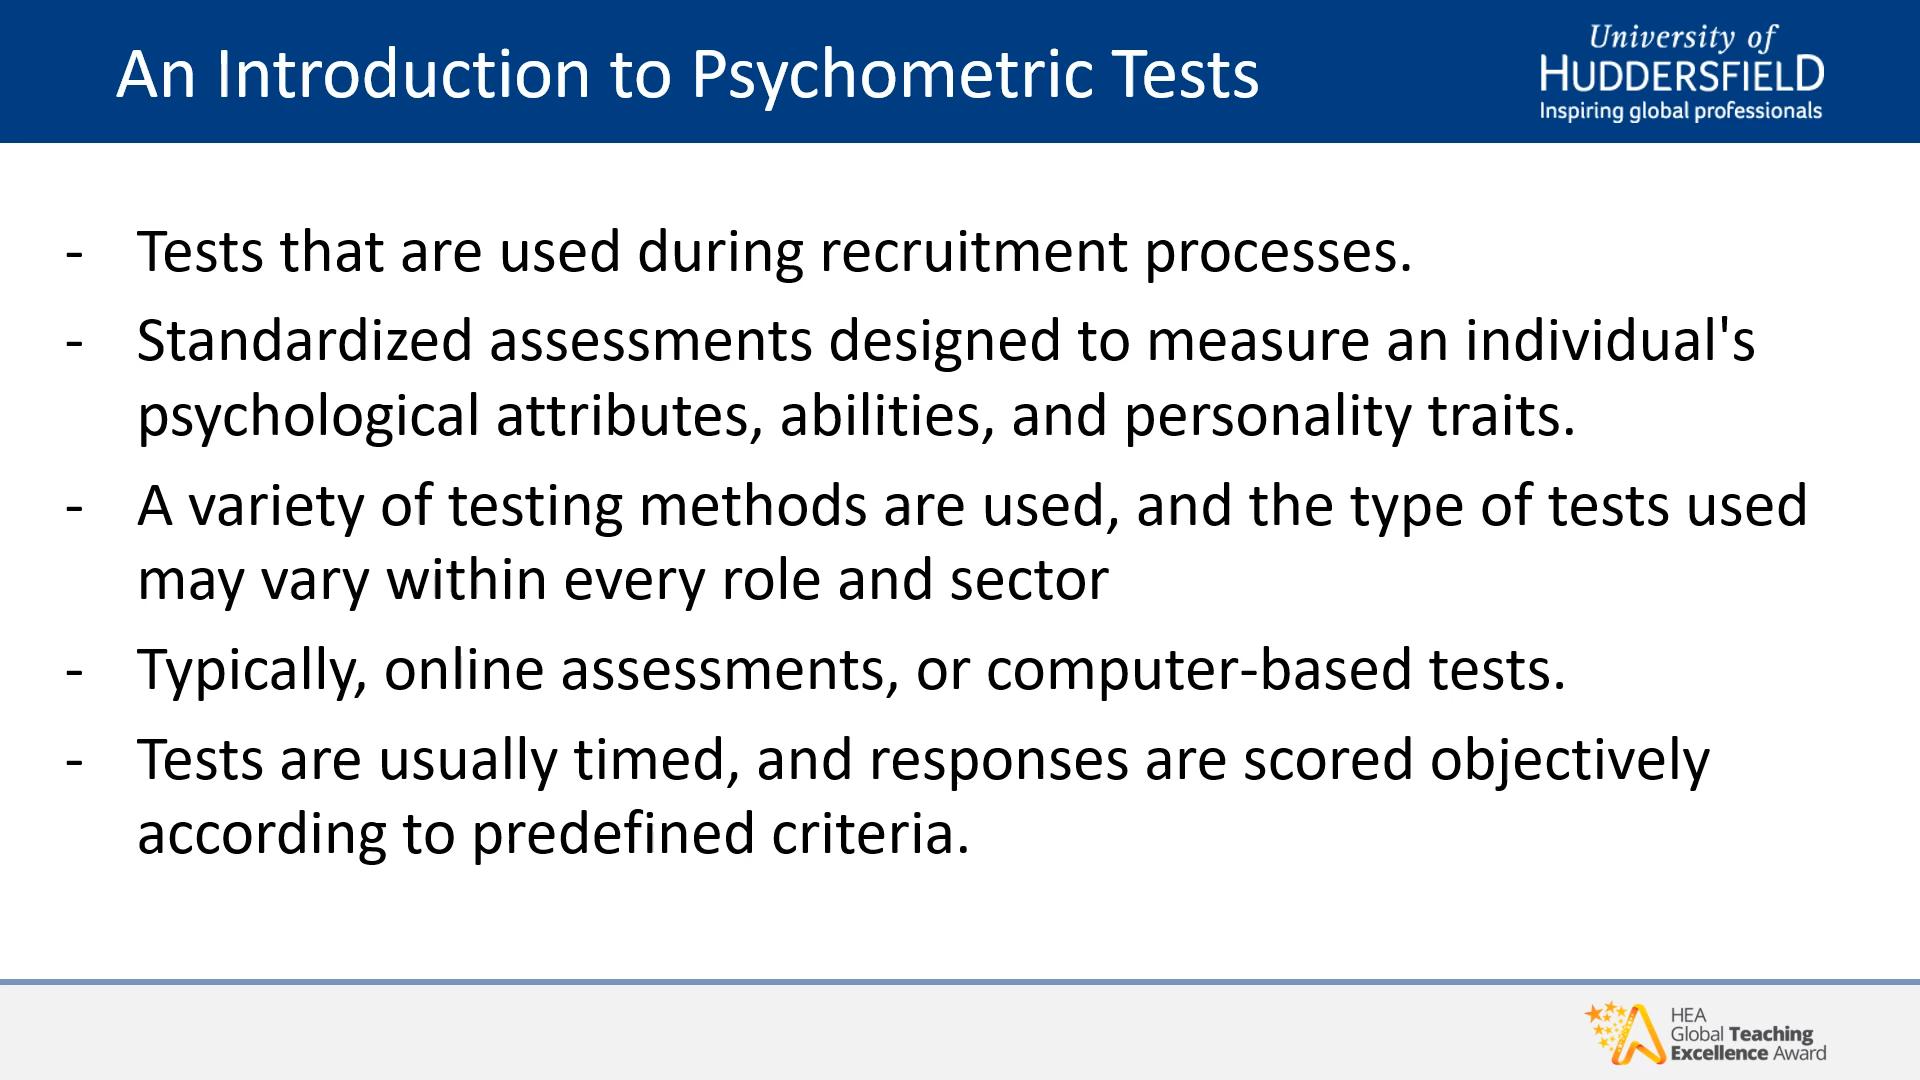 An Introduction to Psychometric Tests
University of
HUDDERSFIELD
Inspiring global professionals
- Tests that are used during recruitment processes.
- Standardized assessments designed to measure an individual's
psychological attributes, abilities, and personality traits.
- A variety of testing methods are used, and the type of tests used
may vary within every role and sector
- Typically, online assessments, or computer-based tests.
- Tests are usually timed, and responses are scored objectively
according to predefined criteria.
HEA
Global Teaching
Excellence Award